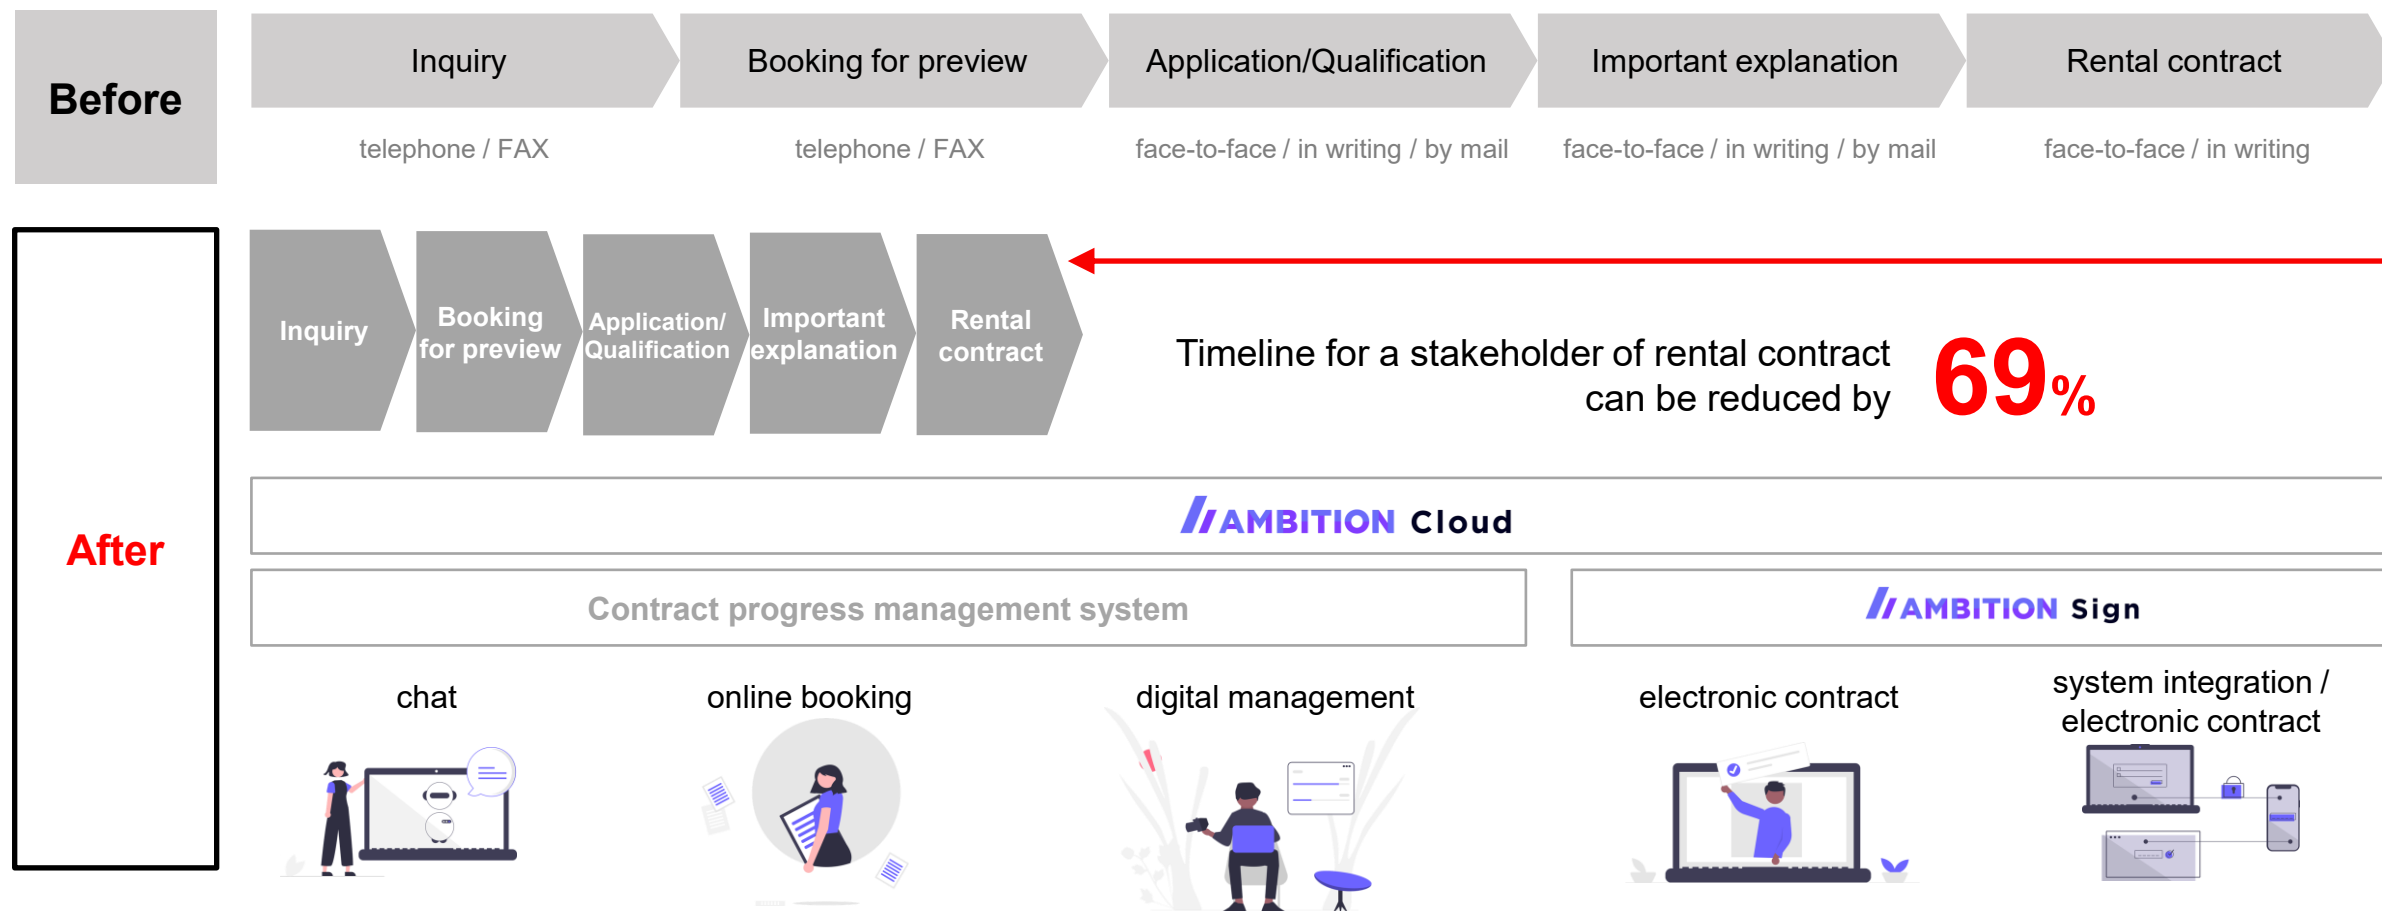 Before
Inquiry
Booking for preview
Application/Qualification
Important explanation
Rental contract
telephone / FAX
telephone / FAX
face-to-face / in writing / by mail
face-to-face / in writing / by mail
face-to-face / in writing
After
Inquiry
Booking
for preview
Application/
Qualification
Important
explanation
Rental
contract
Timeline for a stakeholder of rental contract
can be reduced by
69%
AMBITION Cloud
Contract progress management system
AMBITION Sign
chat
online booking
digital management
electronic contract
system integration /
electronic contract